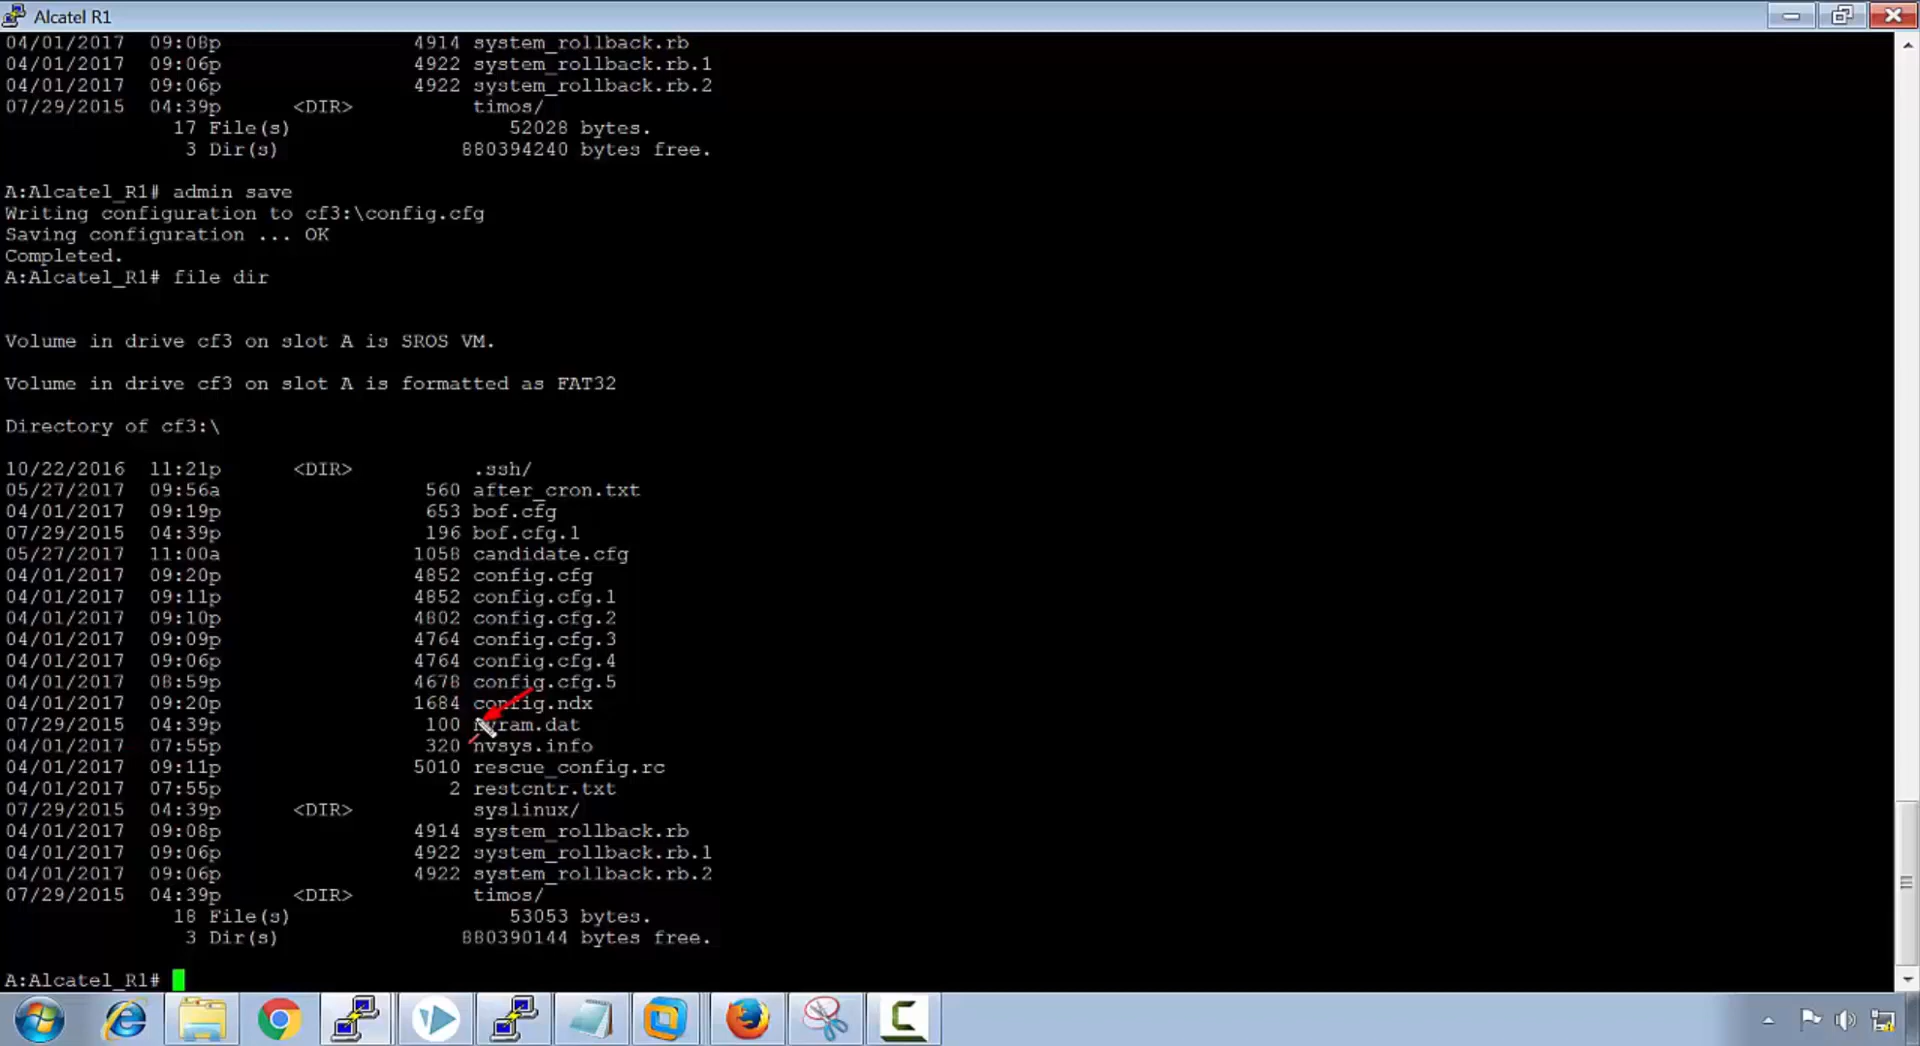 Alcatel R1
04/01/2017 09:08p 4914 system_rollback.rb
04/01/2017 09:06p 4922 system_rollback.rb.1
04/01/2017 09:06p 4922 system_rollback.rb.2
07/29/2015 04:39p <DIR> timos/
17 File(s) 52028 bytes.
3 Dir(s) 880394240 bytes free.
A:Alcatel_R1# admin save
Writing configuration to cf3:\config.cfg
Saving configuration ... OK
Completed.
A:Alcatel_R1# file dir
Volume in drive cf3 on slot A is SROS VM.
Volume in drive cf3 on slot A is formatted as FAT32
Directory of cf3:\
10/22/2016 11:21p <DIR> .ssh/
05/27/2017 09:56a 560 after_cron.txt
04/01/2017 09:19p 653 bof.cfg
07/29/2015 04:39p 196 bof.cfg.1
05/27/2017 11:00a 1058 candidate.cfg
04/01/2017 09:20p 4852 config.cfg
04/01/2017 09:11p 4852 config.cfg.1
04/01/2017 09:10p 4802 config.cfg.2
04/01/2017 09:09p 4764 config.cfg.3
04/01/2017 09:06p 4764 config.cfg.4
04/01/2017 08:59p 4678 config.cfg.5
04/01/2017 09:20p 1684 config.ndx
07/29/2015 04:39p 100 nvram.dat
04/01/2017 07:55p 320 nvsys.info
04/01/2017 09:11p 5010 rescue_config.rc
04/01/2017 07:55p 2 restcntr.txt
07/29/2015 04:39p <DIR> syslinux/
04/01/2017 09:08p 4914 system_rollback.rb
04/01/2017 09:06p 4922 system_rollback.rb.1
04/01/2017 09:06p 4922 system_rollback.rb.2
07/29/2015 04:39p <DIR> timos/
18 File(s) 53053 bytes.
3 Dir(s) 880390144 bytes free.
A:Alcatel_R1#